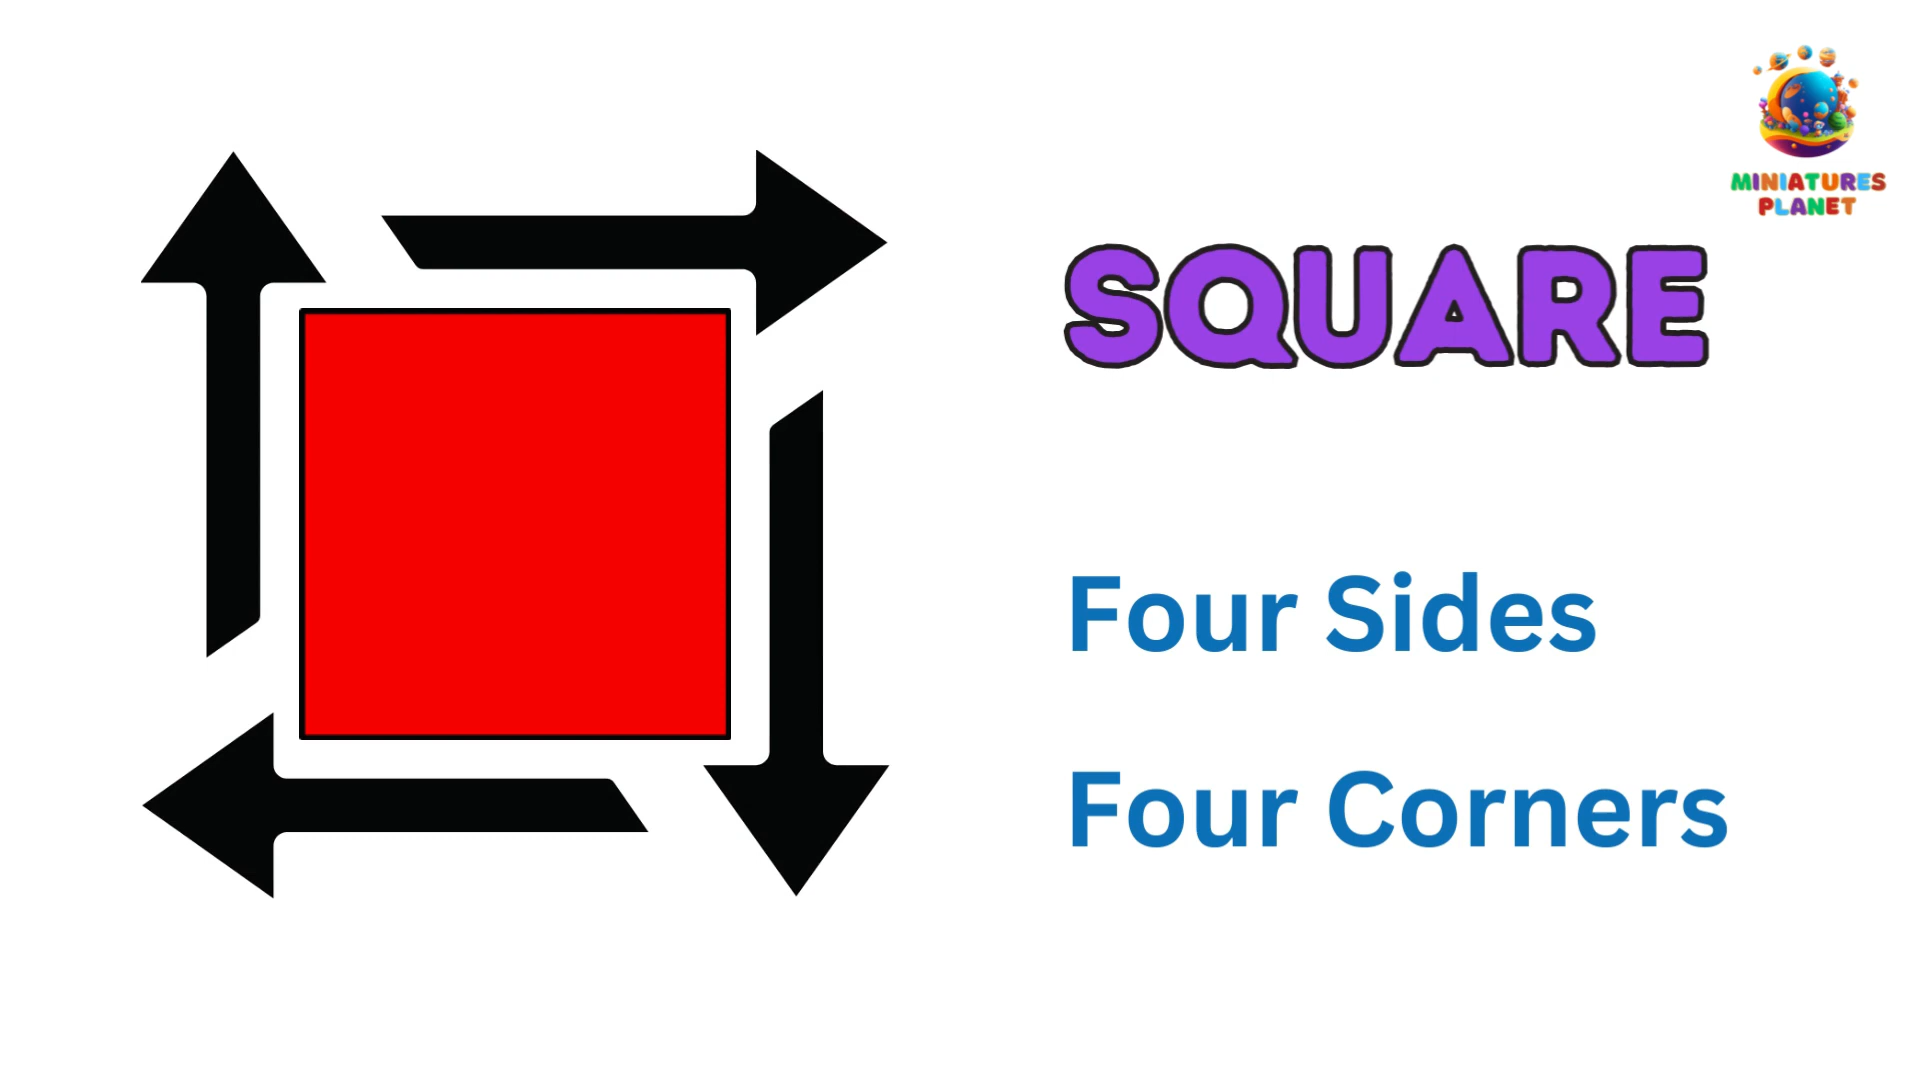 MINIATURES
PLANET
SQUARE
Four Sides
Four Corners